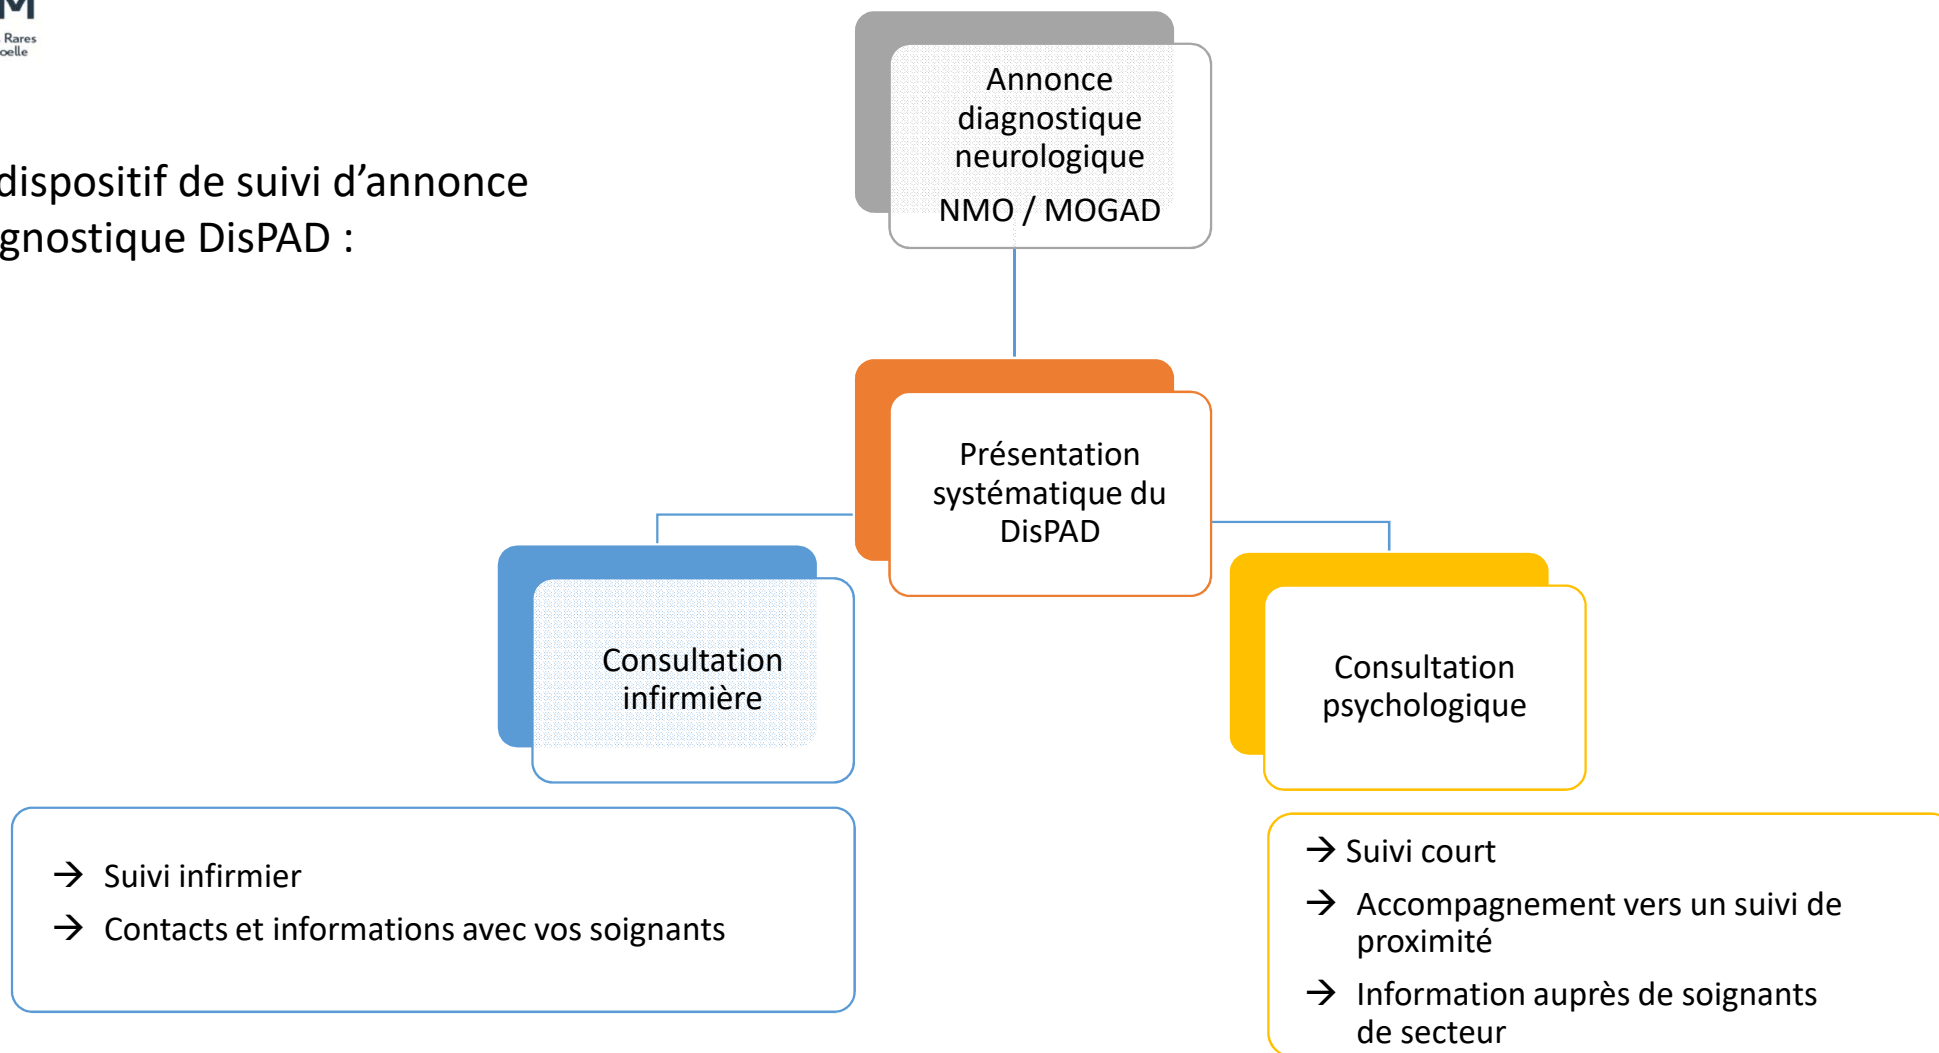 M
Rares
oelle
dispositif de suivi d’annonce
gnostique DisPAD :
Annonce
diagnostique
neurologique
NMO / MOGAD
Présentation
systématique du
DisPAD
Consultation
infirmière
Consultation
psychologique
→ Suivi infirmier
→ Contacts et informations avec vos soignants
→ Suivi court
→ Accompagnement vers un suivi de
proximité
→ Information auprès de soignants
de secteur